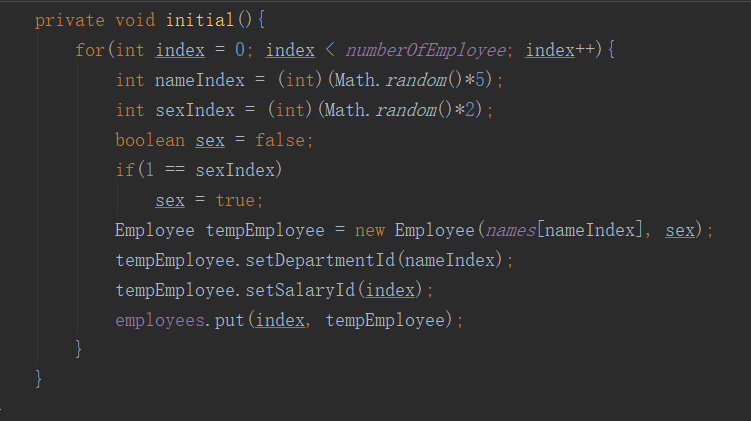 private void initial(){
for(int index = 0; index < numberOfEmployee; index++){
int nameIndex = (int)(Math.random()*5);
int sexIndex = (int)(Math.random()*2);
boolean sex = false;
if(1 == sexIndex)
sex = true;
Employee tempEmployee = new Employee(names[nameIndex], sex);
tempEmployee.setDepartmentId(nameIndex);
tempEmployee.setSalaryId(index);
employees.put(index, tempEmployee);
}
}